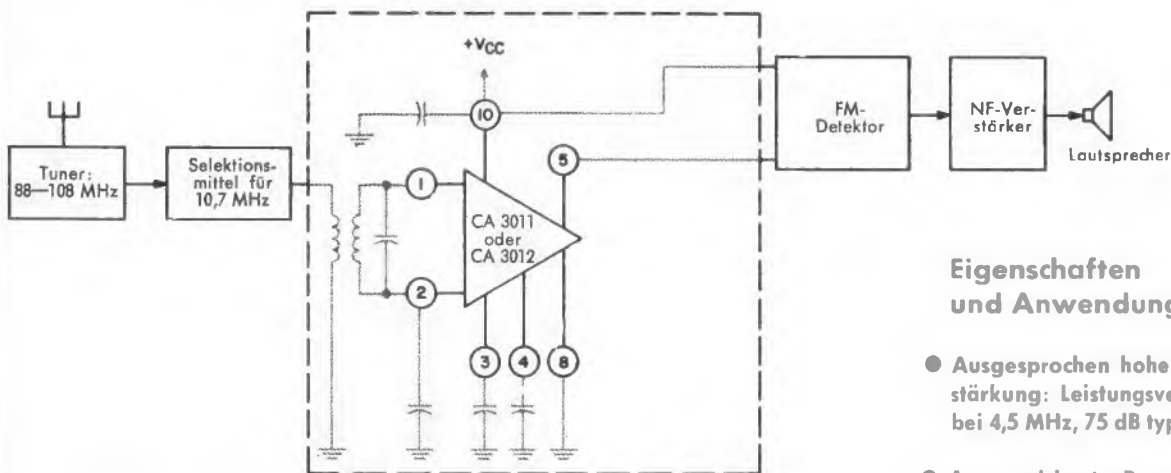 +VCC
10
Tuner:
88—108 MHz
Selektions-
mittel für
10,7 MHz
1
2
CA 3011
oder
CA 3012
5
3
4
8
FM-
Detektor
NF-Ver-
stärker
Lautsprecher
Eigenschaften
und Anwendung
● Ausgesprochen hohe
stärkung: Leistungsve
bei 4,5 MHz, 75 dB typ